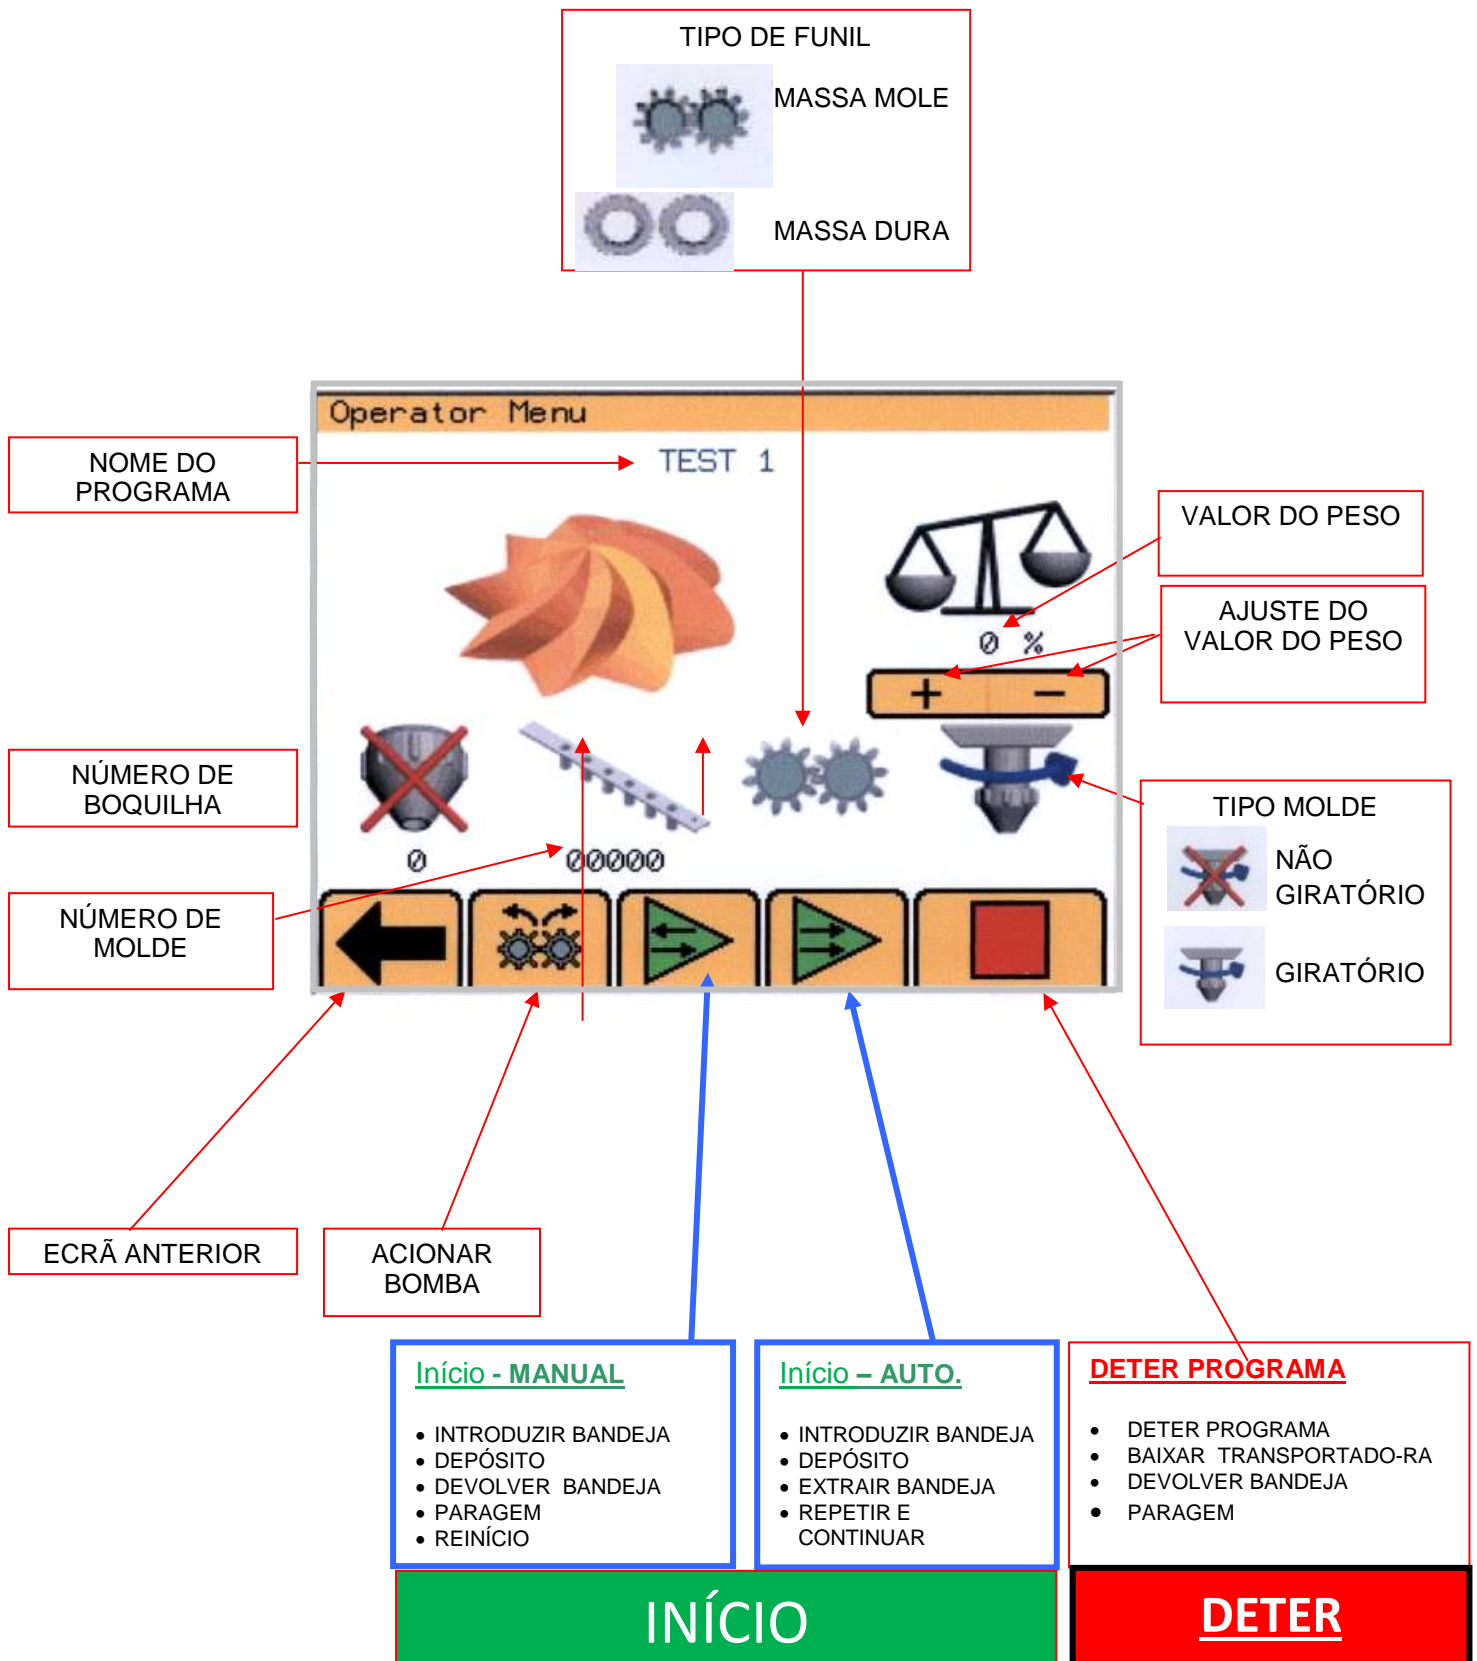 TIPO DE FUNIL
MASSA MOLE
MASSA DURA
Operator Menu
TEST 1
NOME DO
PROGRAMA
VALOR DO PESO
0 %
AJUSTE DO
VALOR DO PESO
+ −
NÚMERO DE
BOQUILHA
TIPO MOLDE
NÃO
GIRATÓRIO
GIRATÓRIO
0
00000
NÚMERO DE
MOLDE
ECRÃ ANTERIOR
ACIONAR
BOMBA
Início - MANUAL
• INTRODUZIR BANDEJA
• DEPÓSITO
• DEVOLVER BANDEJA
• PARAGEM
• REINÍCIO
Início – AUTO.
• INTRODUZIR BANDEJA
• DEPÓSITO
• EXTRAIR BANDEJA
• REPETIR E
CONTINUAR
DETER PROGRAMA
• DETER PROGRAMA
• BAIXAR TRANSPORTADO-RA
• DEVOLVER BANDEJA
• PARAGEM
INÍCIO
DETER